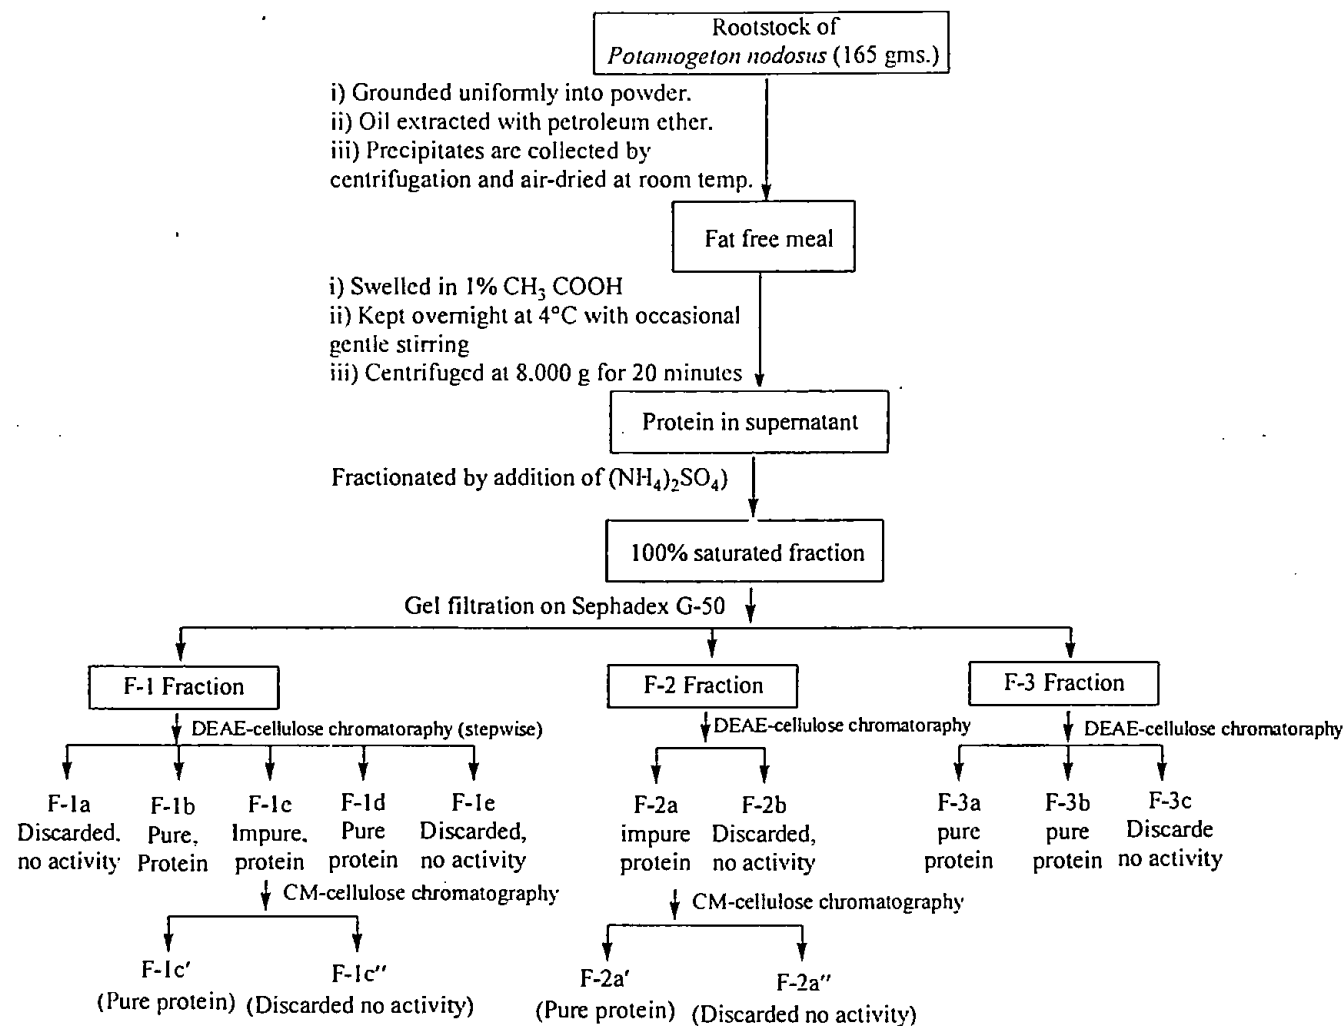 Rootstock of
Potamogeton nodosus (165 gms.)
i) Grounded uniformly into powder.
ii) Oil extracted with petroleum ether.
iii) Precipitates are collected by
centrifugation and air-dried at room temp.
Fat free meal
i) Swelled in 1% CH₃ COOH
ii) Kept overnight at 4°C with occasional
gentle stirring
iii) Centrifuged at 8.000 g for 20 minutes
Protein in supernatant
Fractionated by addition of (NH₄)₂SO₄)
100% saturated fraction
Gel filtration on Sephadex G-50
F-1 Fraction
F-2 Fraction
F-3 Fraction
DEAE-cellulose chromatoraphy (stepwise)
DEAE-cellulose chromatoraphy
DEAE-cellulose chromatoraphy
F-1a
Discarded.
no activity
F-1b
Pure,
Protein
F-1c
Impure.
protein
F-1d
Pure
protein
F-1e
Discarded,
no activity
F-2a
impure
protein
F-2b
Discarded,
no activity
F-3a
pure
protein
F-3b
pure
protein
F-3c
Discarde
no activity
CM-cellulose chromatography
CM-cellulose chromatography
F-1c'
(Pure protein)
F-1c''
(Discarded no activity)
F-2a'
(Pure protein)
F-2a''
(Discarded no activity)